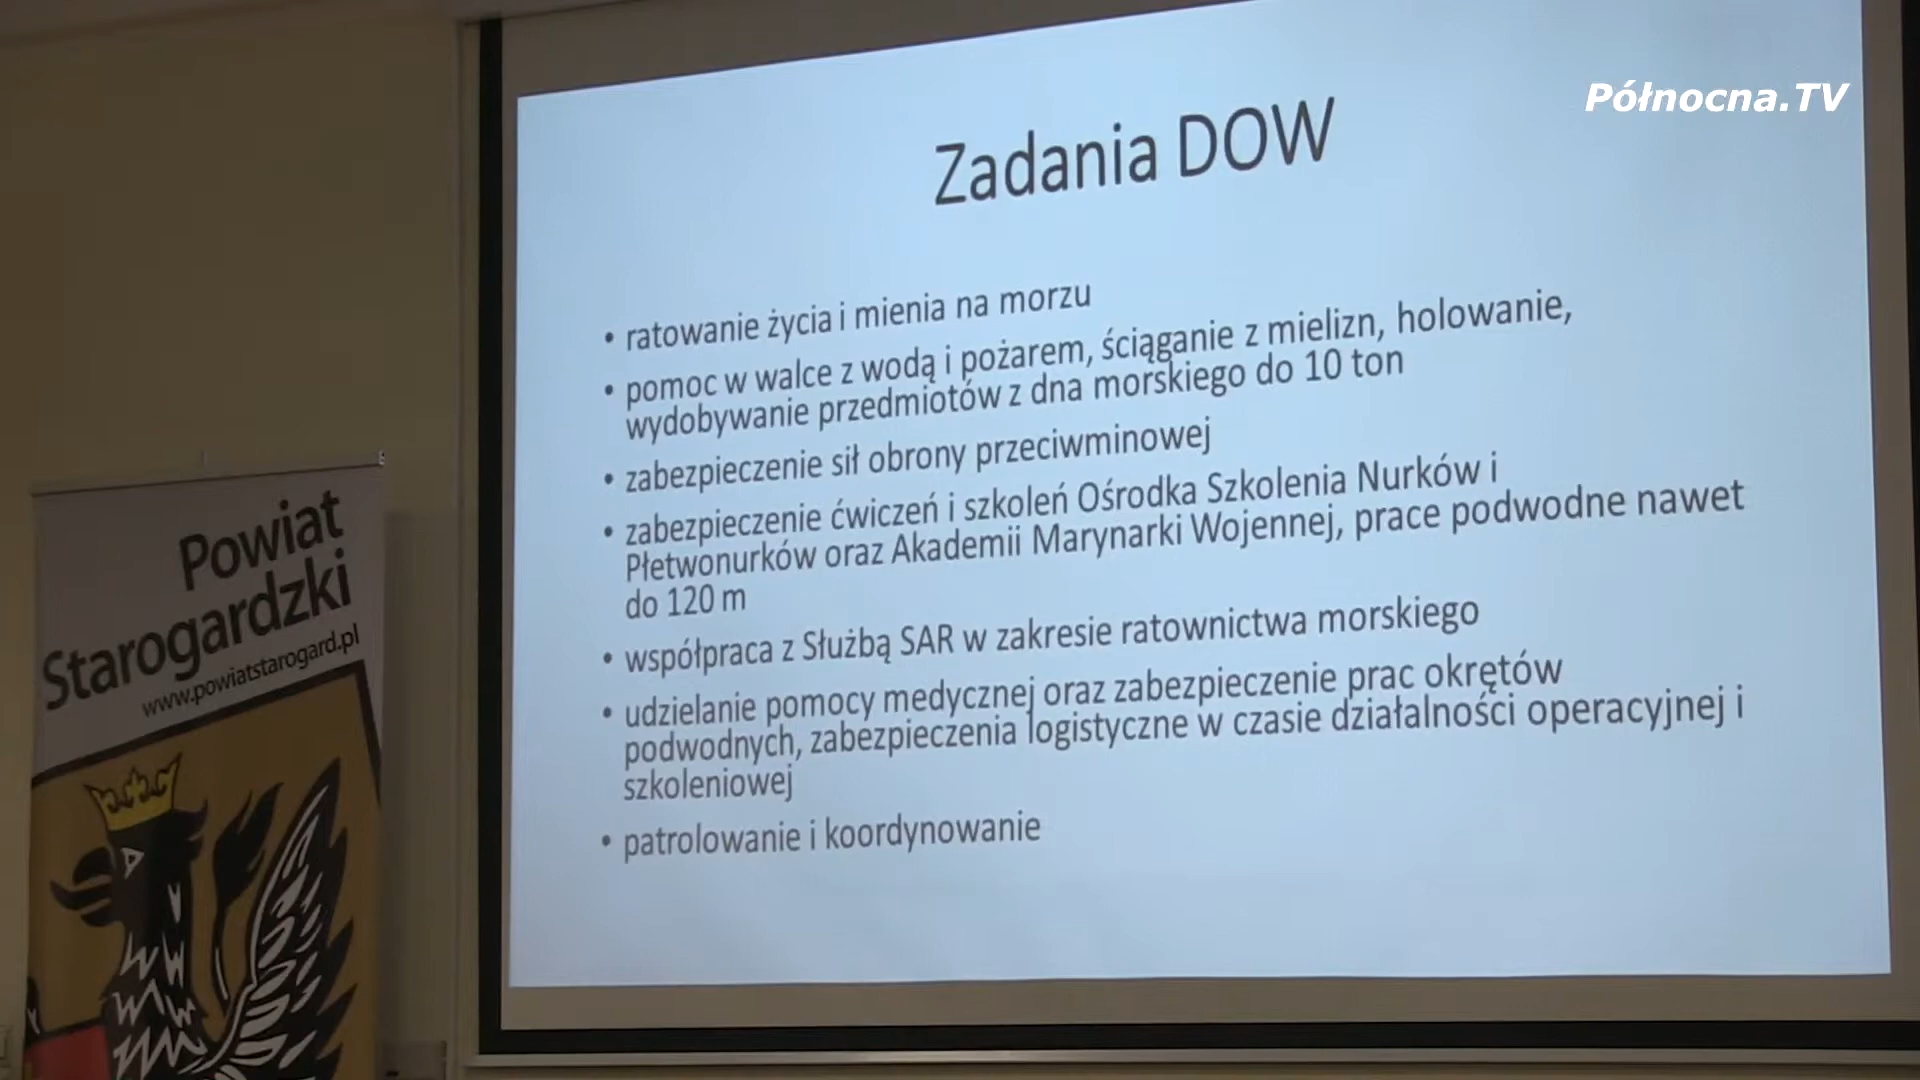 Północna.TV
Zadania DOW
• ratowanie życia i mienia na morzu
• pomoc w walce z wodą i pożarem, ściąganie z mielizn, holowanie,
wydobywanie przedmiotów z dna morskiego do 10 ton
• zabezpieczenie sił obrony przeciwminowej
• zabezpieczenie ćwiczeń i szkoleń Ośrodka Szkolenia Nurków i
Płetwonurków oraz Akademii Marynarki Wojennej, prace podwodne nawet
do 120 m
• współpraca z Służbą SAR w zakresie ratownictwa morskiego
• udzielanie pomocy medycznej oraz zabezpieczenie prac okrętów
podwodnych, zabezpieczenia logistyczne w czasie działalności operacyjnej i
szkoleniowej
• patrolowanie i koordynowanie
Powiat
Starogardzki
www.powiatstarogard.pl